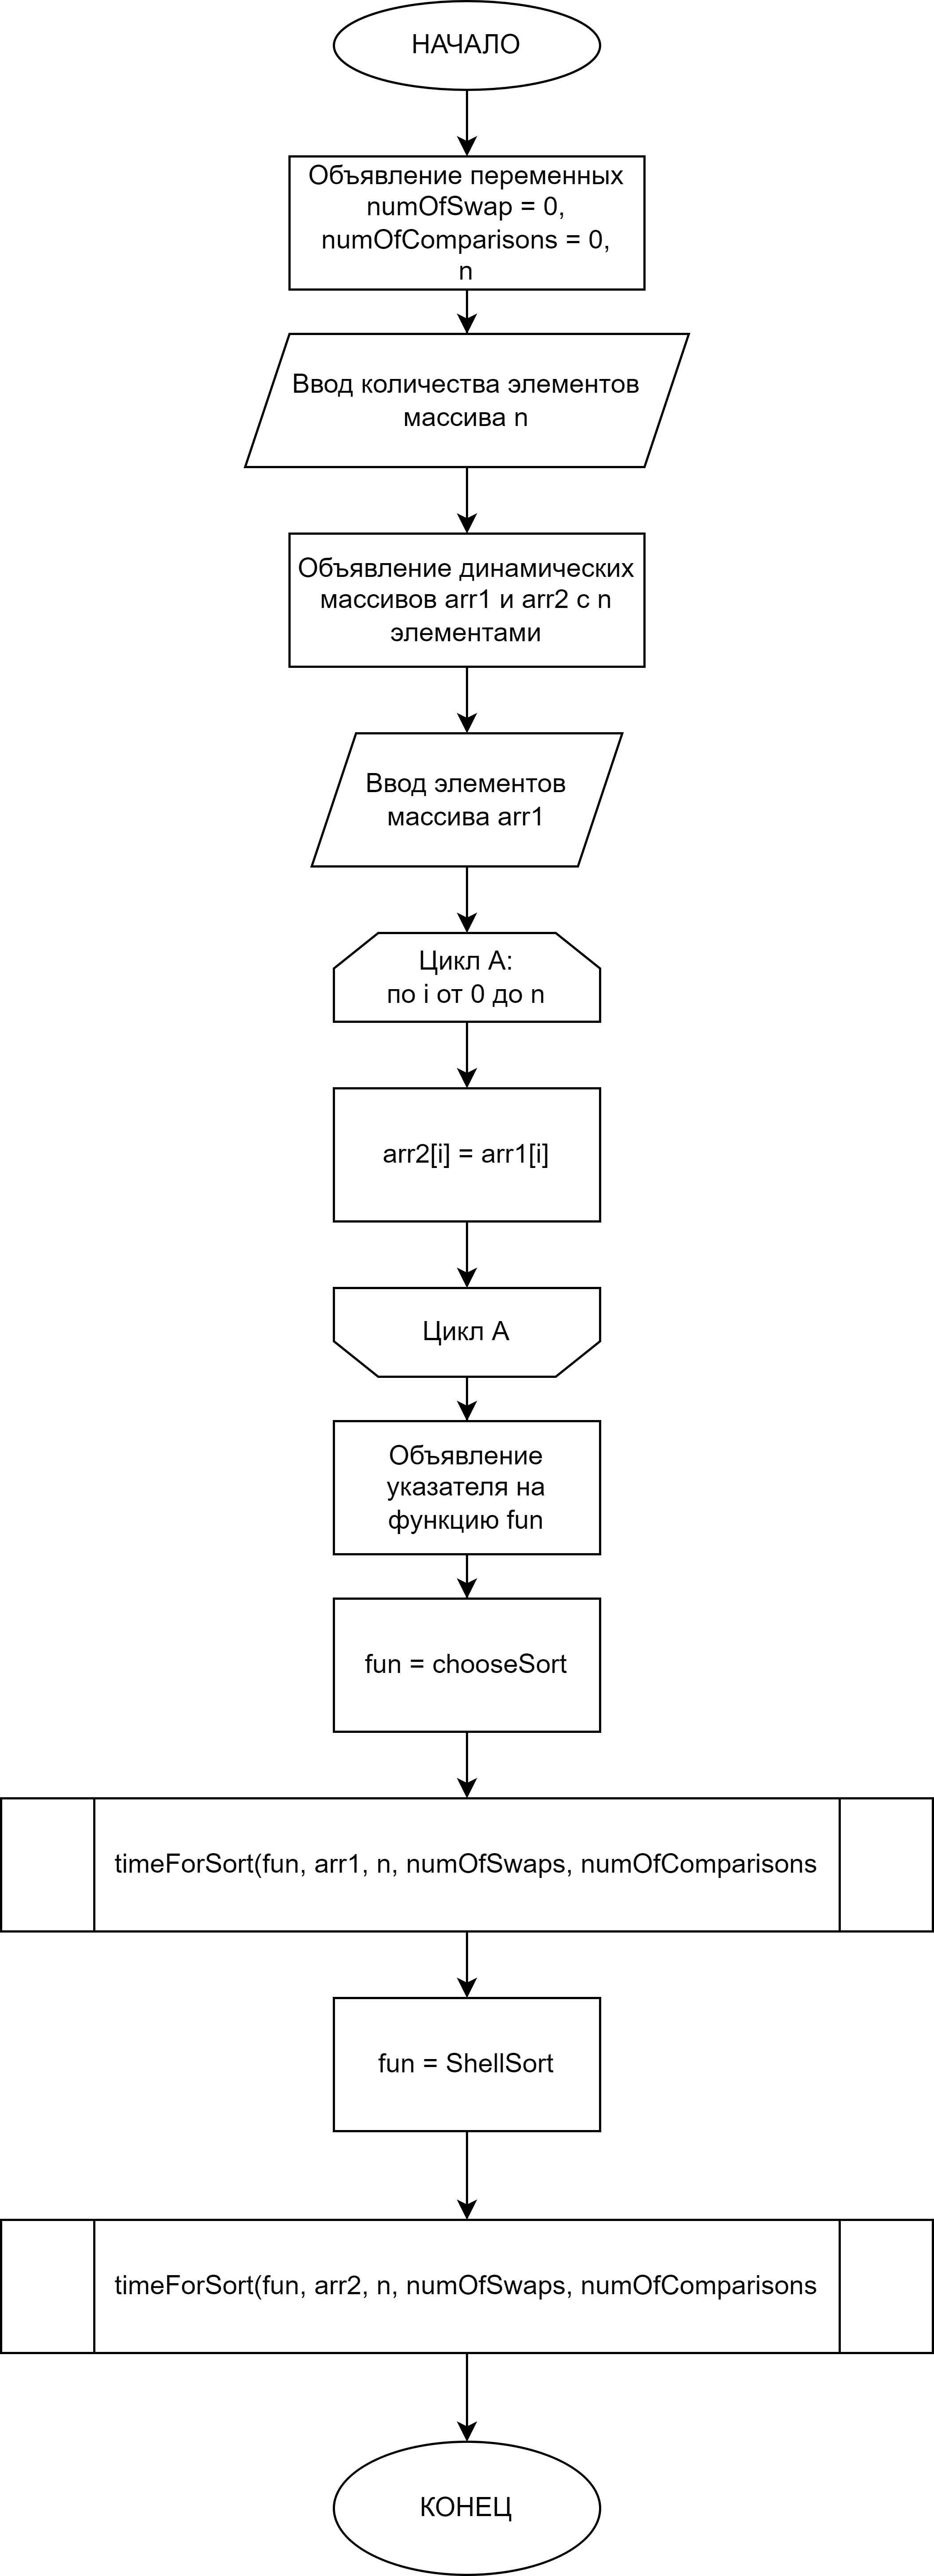 НАЧАЛО
Объявление переменных
numOfSwap = 0,
numOfComparisons = 0,
n
Ввод количества элементов
массива n
Объявление динамических
массивов arr1 и arr2 с n
элементами
Ввод элементов
массива arr1
Цикл А:
по i от 0 до n
arr2[i] = arr1[i]
Цикл А
Объявление
указателя на
функцию fun
fun = chooseSort
timeForSort(fun, arr1, n, numOfSwaps, numOfComparisons
fun = ShellSort
timeForSort(fun, arr2, n, numOfSwaps, numOfComparisons
КОНЕЦ